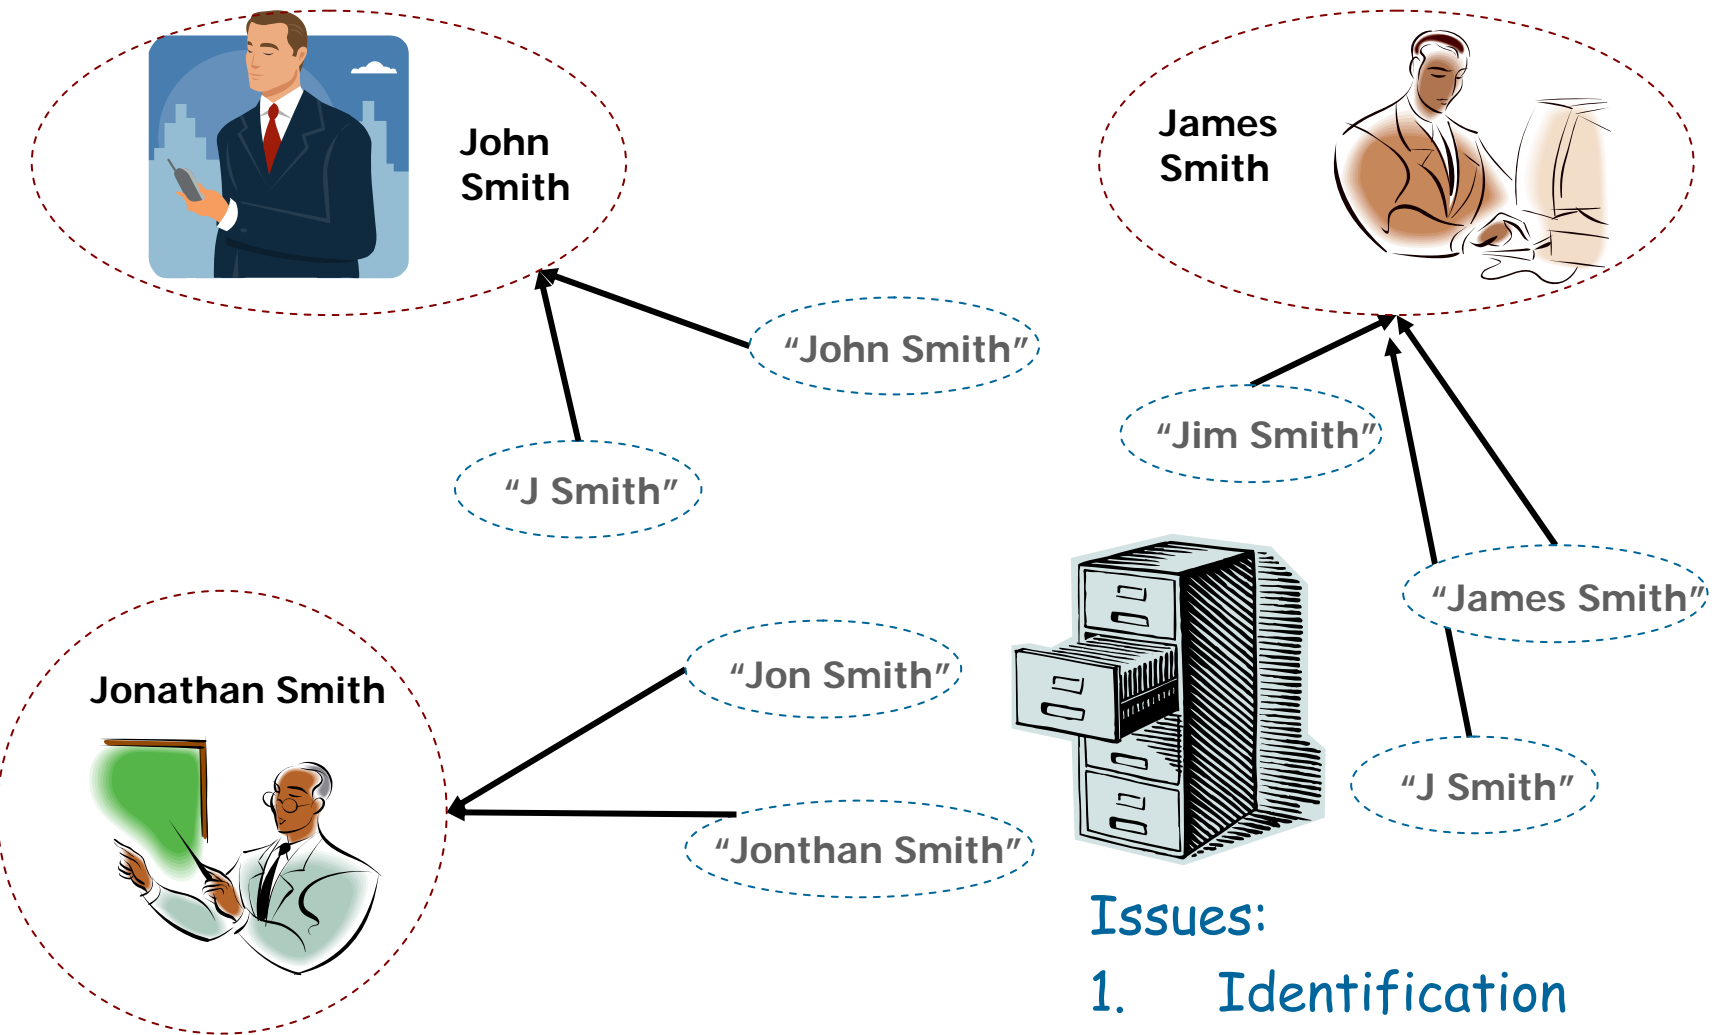 John
Smith
James
Smith
“John Smith”
“Jim Smith”
“J Smith”
“James Smith”
“Jon Smith”
Jonathan Smith
“J Smith”
“Jonthan Smith”
Issues:
1. Identification